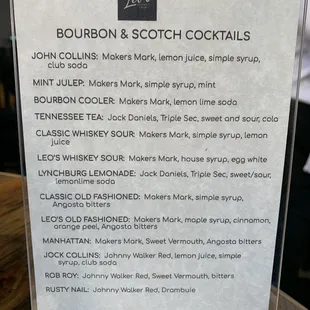 Leo's
BOURBON & SCOTCH COCKTAILS
JOHN COLLINS: Makers Mark, lemon juice, simple syrup,
club soda
MINT JULEP: Makers Mark, simple syrup, mint
BOURBON COOLER: Makers Mark, lemon lime soda
TENNESSEE TEA: Jack Daniels, Triple Sec, sweet and sour, cola
CLASSIC WHISKEY SOUR: Makers Mark, simple syrup, lemon
juice
LEO'S WHISKEY SOUR: Makers Mark, house syrup, egg white
LYNCHBURG LEMONADE: Jack Daniels, Triple Sec, sweet/sour,
lemonlime soda
CLASSIC OLD FASHIONED: Makers Mark, simple syrup,
Angosta bitters
LEO'S OLD FASHIONED: Makers Mark, maple syrup, cinnamon,
orange peel, Angosta bitters
MANHATTAN: Makers Mark, Sweet Vermouth, Angosta bitters
JOCK COLLINS: Johnny Walker Red, lemon juice, simple
syrup, club soda
ROB ROY: Johnny Walker Red, Sweet Vermouth, bitters
RUSTY NAIL: Johnny Walker Red, Drambuie